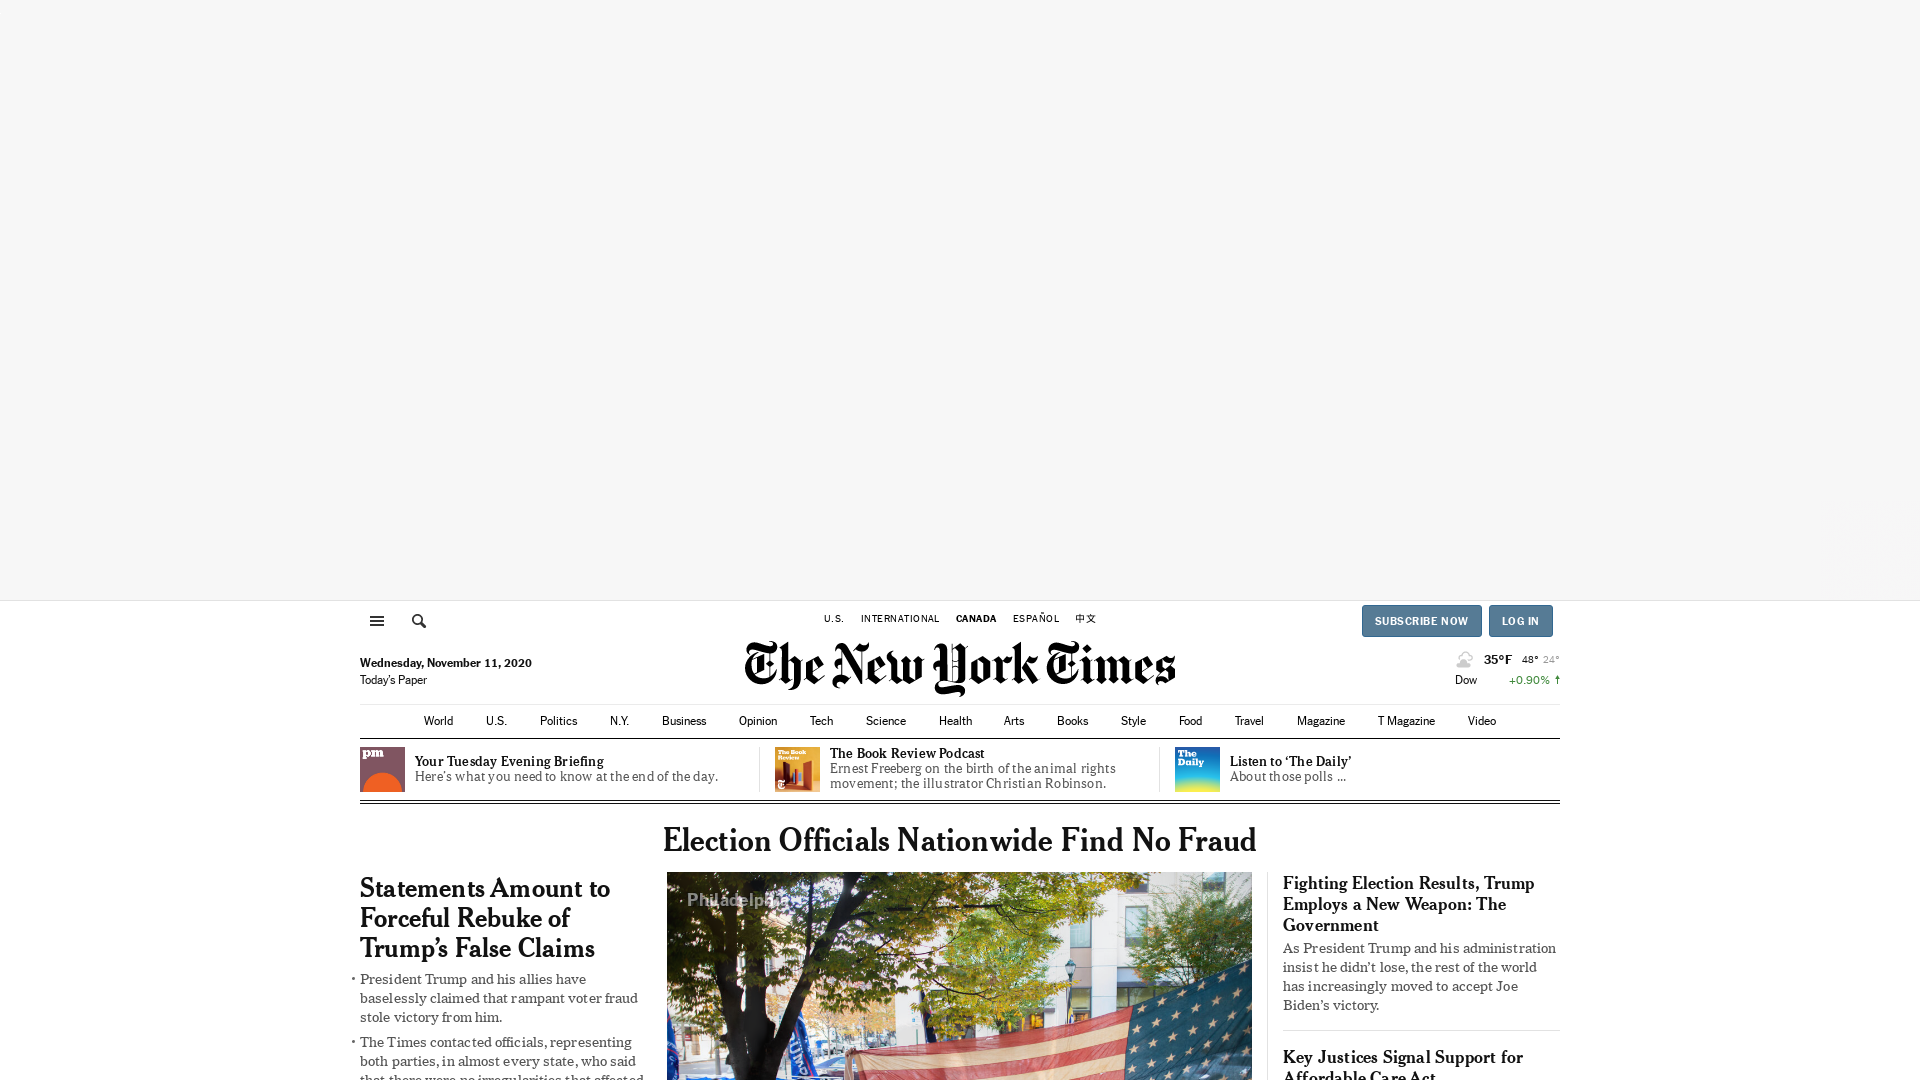 U.S. INTERNATIONAL CANADA ESPAÑOL 中文
SUBSCRIBE NOW LOG IN
The New York Times
Wednesday, November 11, 2020
Today's Paper
35°F 48° 24°
Dow +0.90% ↑
World U.S. Politics N.Y. Business Opinion Tech Science Health Arts Books Style Food Travel Magazine T Magazine Video
pm
Your Tuesday Evening Briefing
Here's what you need to know at the end of the day.
The Book
Review
The Book Review Podcast
Ernest Freeberg on the birth of the animal rights
movement; the illustrator Christian Robinson.
The
Daily
Listen to ‘The Daily’
About those polls …
Election Officials Nationwide Find No Fraud
Statements Amount to
Forceful Rebuke of
Trump’s False Claims
• President Trump and his allies have
baselessly claimed that rampant voter fraud
stole victory from him.
• The Times contacted officials, representing
both parties, in almost every state, who said
that there were no irregularities that affected
Fighting Election Results, Trump
Employs a New Weapon: The
Government
As President Trump and his administration
insist he didn’t lose, the rest of the world
has increasingly moved to accept Joe
Biden’s victory.
Key Justices Signal Support for
Affordable Care Act